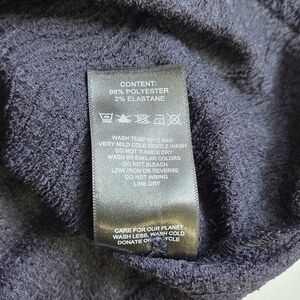 CONTENT:
98% POLYESTER
2% ELASTANE
WASH TEMP 40° C MAX
VERY MILD COLD GENTLE WASH
DO NOT TUMBLE DRY
WASH W/ SIMILAR COLORS
DO NOT BLEACH
LOW IRON ON REVERSE
DO NOT WRING
LINE DRY
CARE FOR OUR PLANET
WASH LESS, WASH COLD
DONATE OR